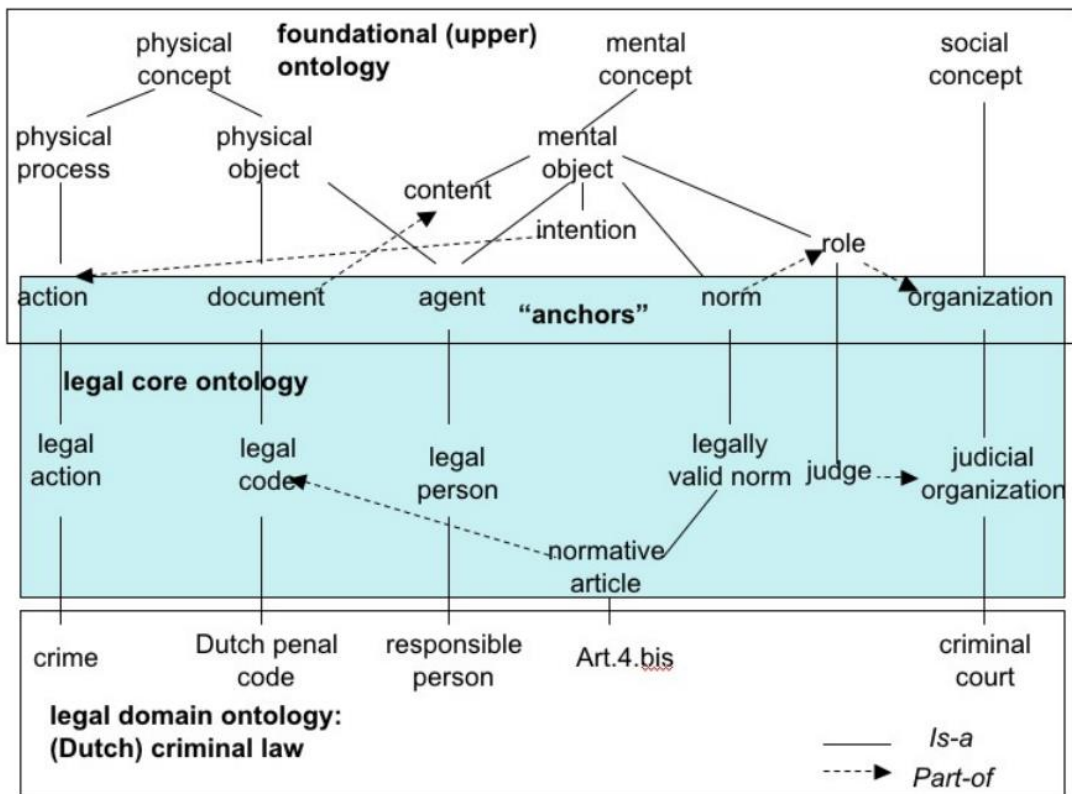 physical
concept
foundational (upper)
ontology
mental
concept
social
concept
physical
process
physical
object
mental
object
content
intention
role
action
document
agent
"anchors"
norm
organization
legal core ontology
legal
action
legal
code
legal
person
legally
valid norm
judge
judicial
organization
normative
article
crime
Dutch penal
code
responsible
person
Art.4.bis
criminal
court
legal domain ontology:
(Dutch) criminal law
Is-a
Part-of